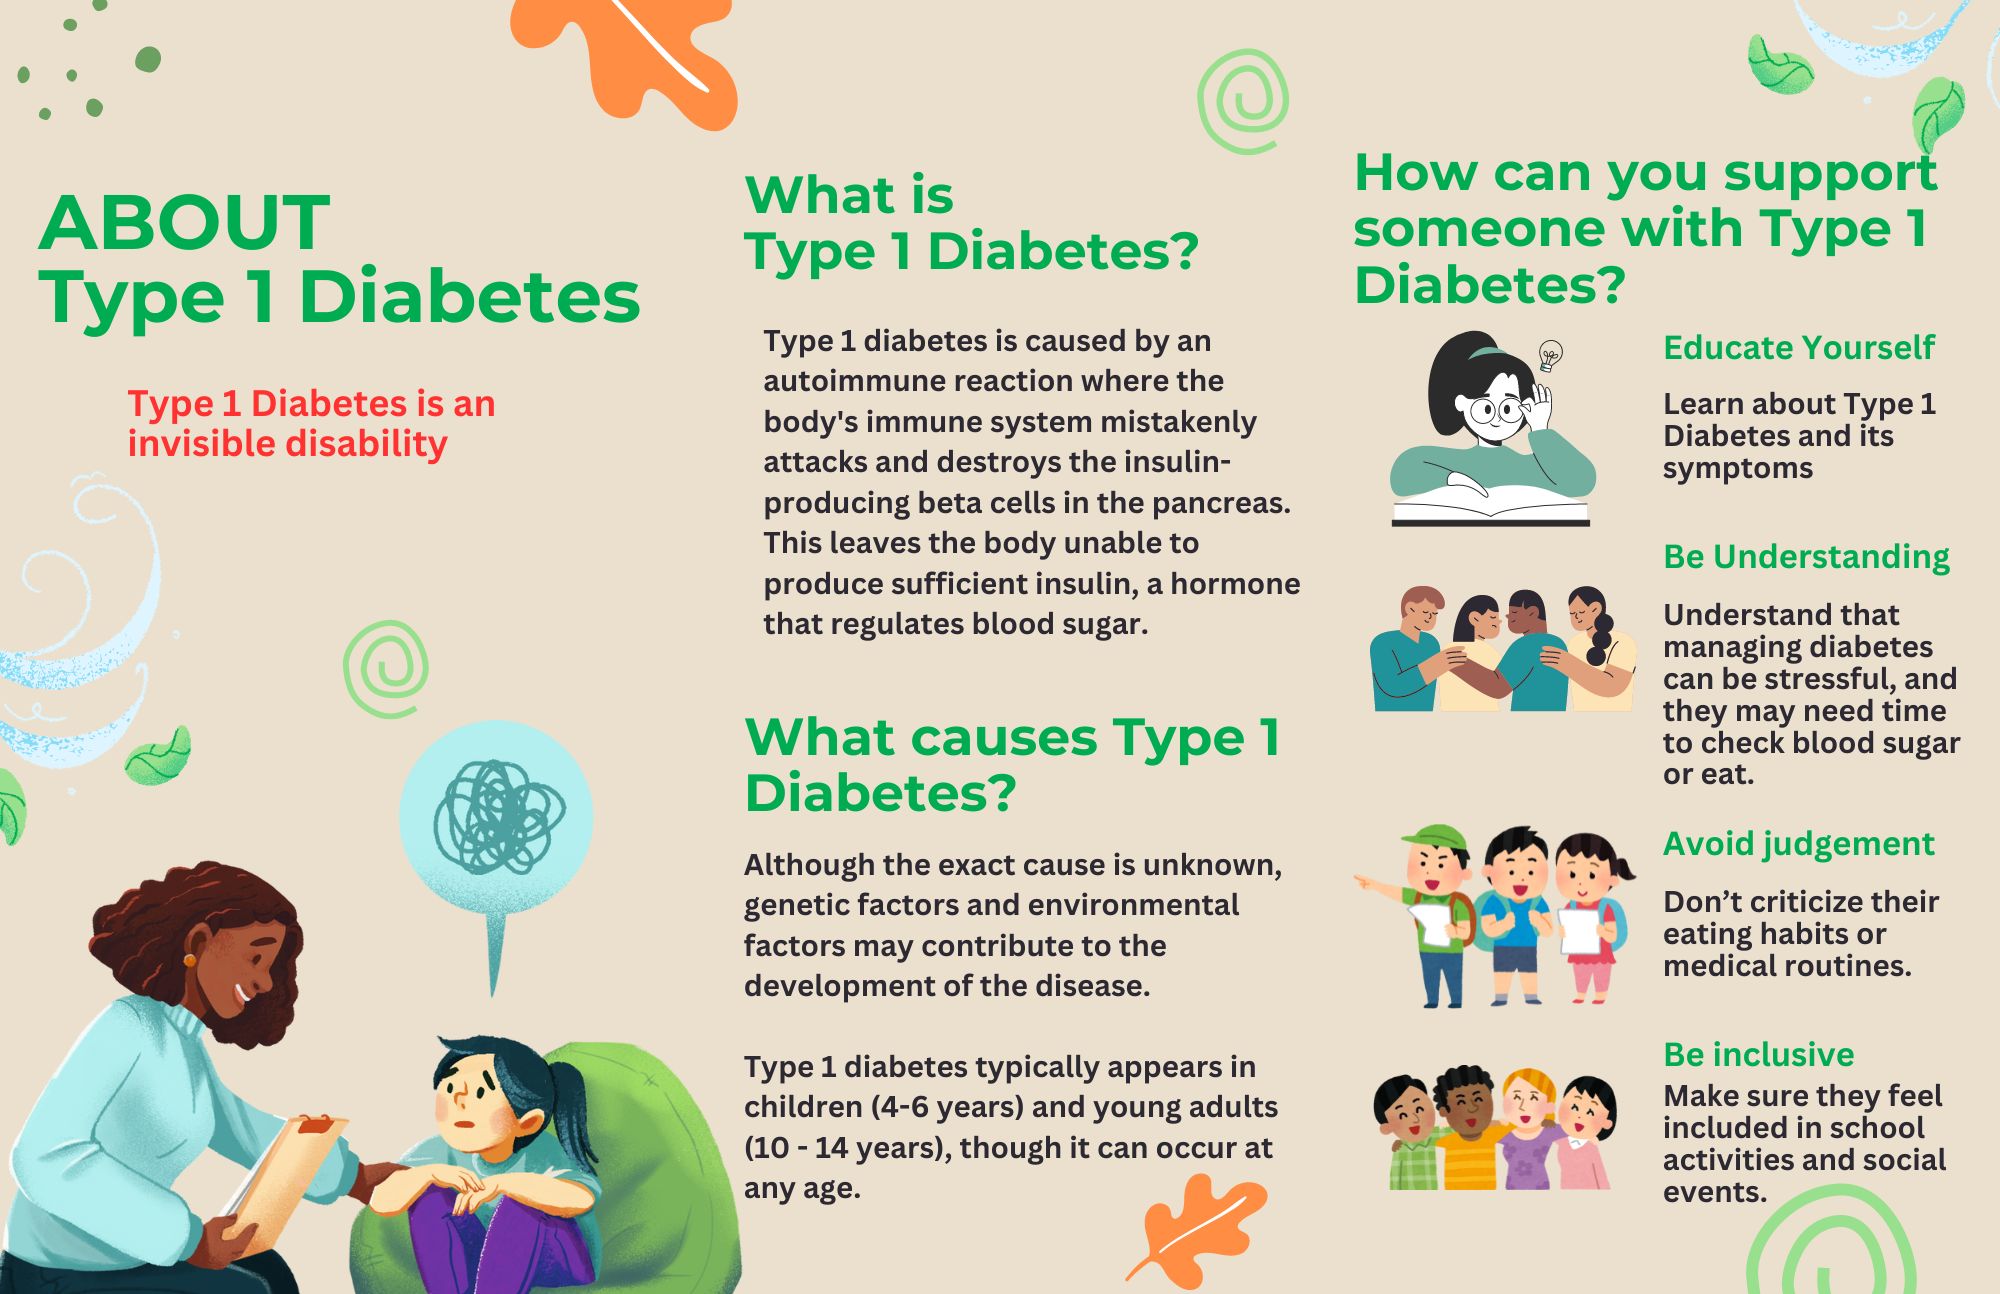 ABOUT
Type 1 Diabetes
Type 1 Diabetes is an
invisible disability
What is
Type 1 Diabetes?
Type 1 diabetes is caused by an
autoimmune reaction where the
body's immune system mistakenly
attacks and destroys the insulin-
producing beta cells in the pancreas.
This leaves the body unable to
produce sufficient insulin, a hormone
that regulates blood sugar.
What causes Type 1
Diabetes?
Although the exact cause is unknown,
genetic factors and environmental
factors may contribute to the
development of the disease.
Type 1 diabetes typically appears in
children (4-6 years) and young adults
(10 - 14 years), though it can occur at
any age.
How can you support
someone with Type 1
Diabetes?
Educate Yourself
Learn about Type 1
Diabetes and its
symptoms
Be Understanding
Understand that
managing diabetes
can be stressful, and
they may need time
to check blood sugar
or eat.
Avoid judgement
Don’t criticize their
eating habits or
medical routines.
Be inclusive
Make sure they feel
included in school
activities and social
events.